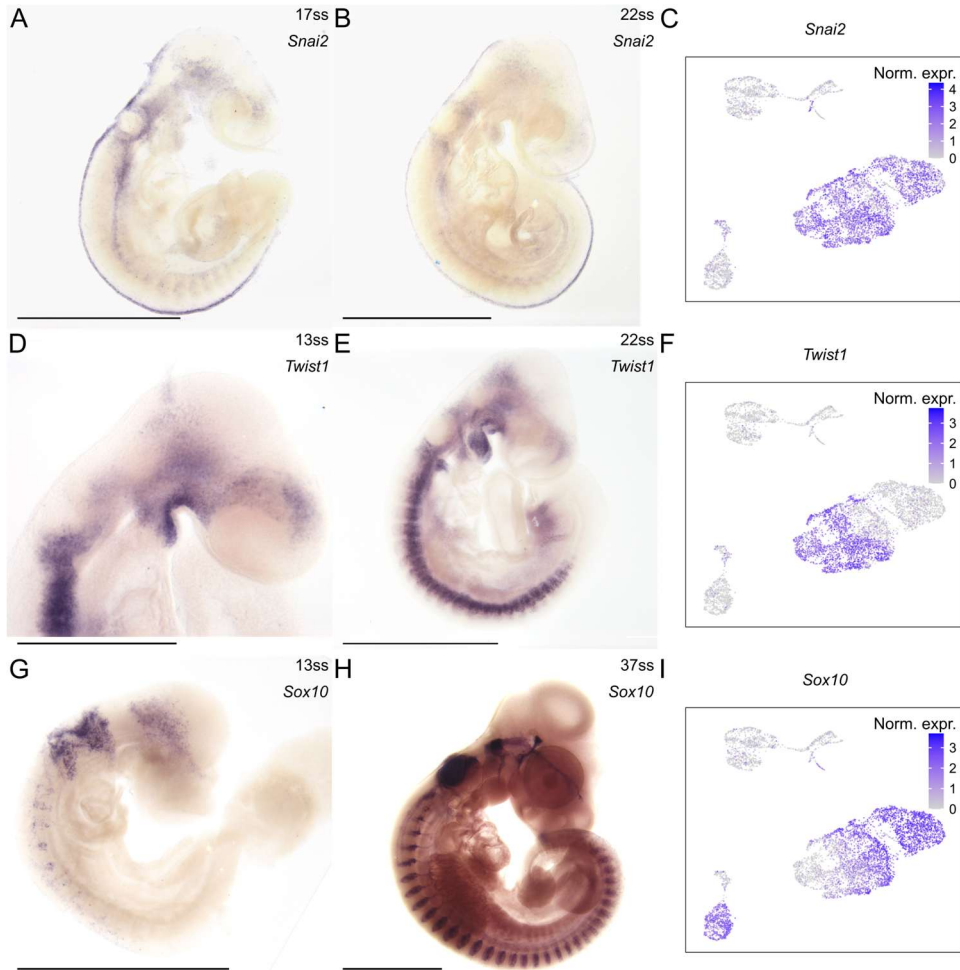 A
17ss
Snai2
B
22ss
Snai2
C
Snai2
Norm. expr.
4
3
2
1
0
D
13ss
Twist1
E
22ss
Twist1
F
Twist1
Norm. expr.
3
2
1
0
G
13ss
Sox10
H
37ss
Sox10
I
Sox10
Norm. expr.
3
2
1
0